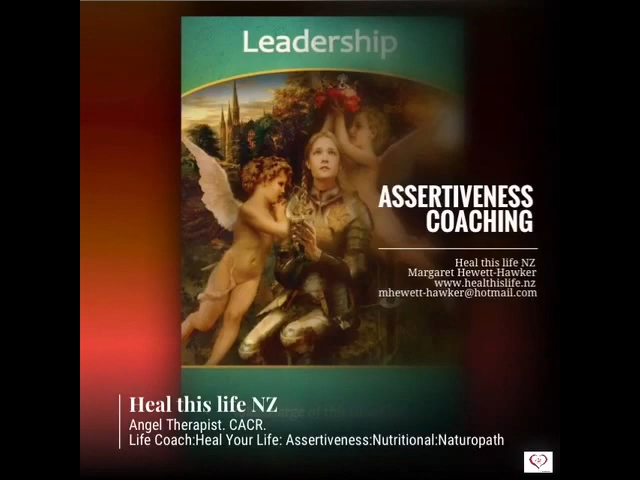 Leadership
ASSERTIVENESS
COACHING
Heal this life NZ
Margaret Hewett-Hawker
www.healthislife.nz
mhewett-hawker@hotmail.com
Heal this life NZ
Angel Therapist. CACR.
Life Coach:Heal Your Life: Assertiveness:Nutritional:Naturopath